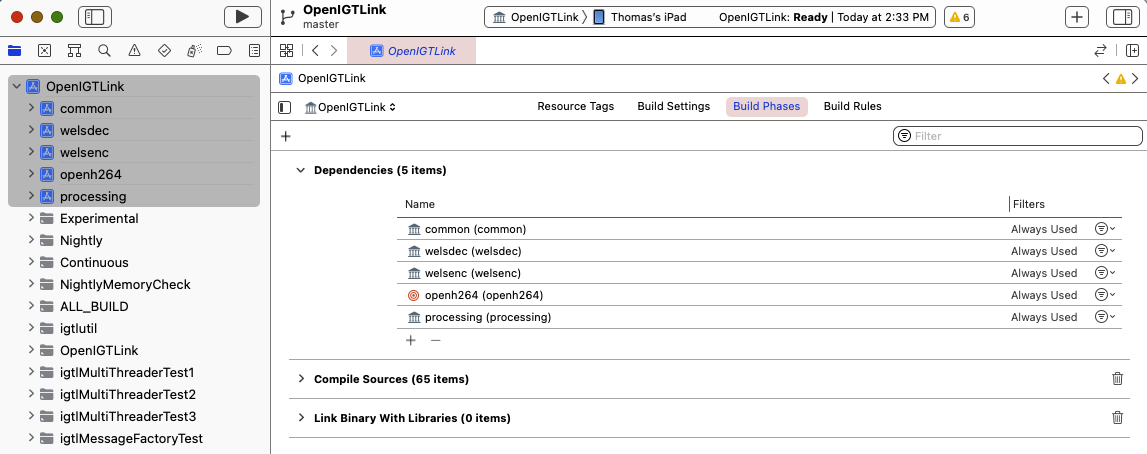 OpenIGTLink
master
OpenIGTLink
Thomas's iPad
OpenIGTLink: Ready | Today at 2:33 PM
6
OpenIGTLink
OpenIGTLink
OpenIGTLink
Resource Tags
Build Settings
Build Phases
Build Rules
Filter
OpenIGTLink
common
welsdec
welsenc
openh264
processing
Experimental
Nightly
Continuous
NightlyMemoryCheck
ALL_BUILD
igtlutil
OpenIGTLink
igtlMultiThreaderTest1
igtlMultiThreaderTest2
igtlMultiThreaderTest3
igtlMessageFactoryTest
Dependencies (5 items)
Name Filters
common (common) Always Used
welsdec (welsdec) Always Used
welsenc (welsenc) Always Used
openh264 (openh264) Always Used
processing (processing) Always Used
Compile Sources (65 items)
Link Binary With Libraries (0 items)